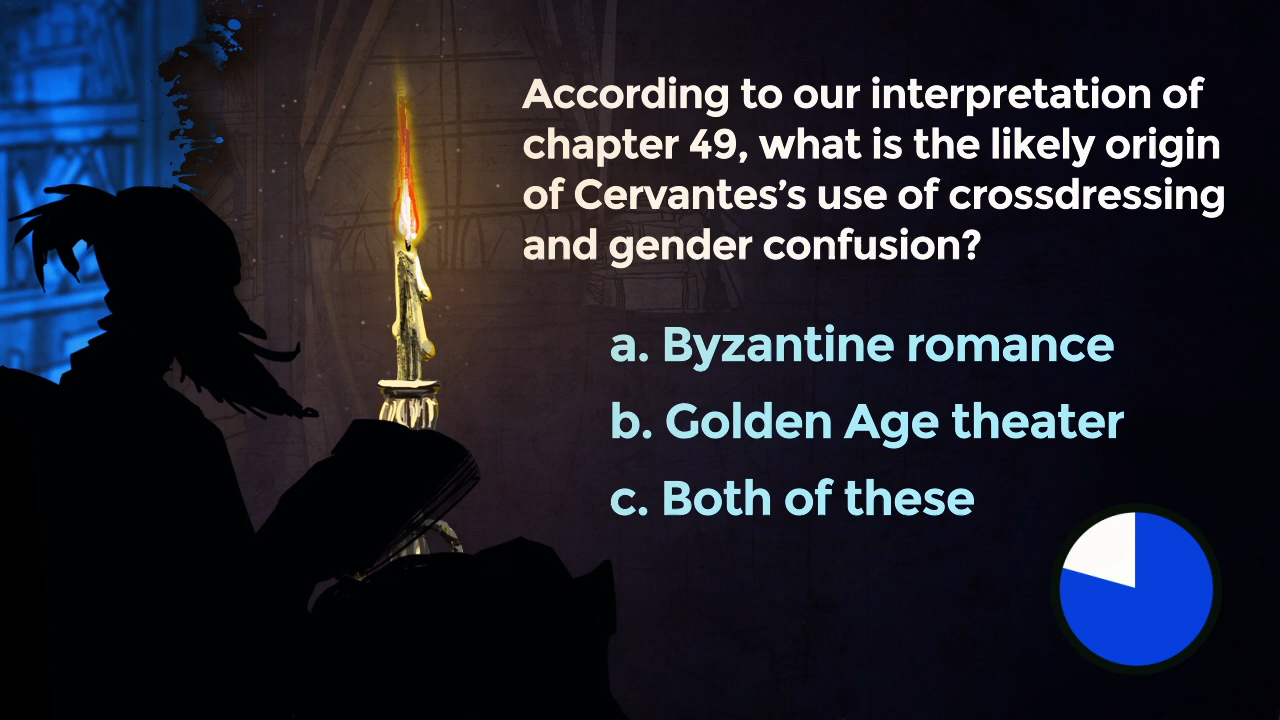 According to our interpretation of
chapter 49, what is the likely origin
of Cervantes’s use of crossdressing
and gender confusion?
a. Byzantine romance
b. Golden Age theater
c. Both of these